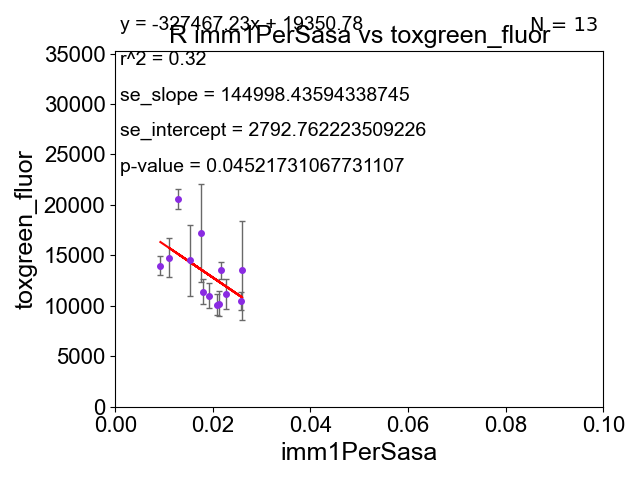 y = -327467.23x + 19350.78
N = 13
R imm1PerSasa vs toxgreen_fluor
r^2 = 0.32
se_slope = 144998.43594338745
se_intercept = 2792.762223509226
p-value = 0.04521731067731107
toxgreen_fluor
35000
30000
25000
20000
15000
10000
5000
0
0.00 0.02 0.04 0.06 0.08 0.10
imm1PerSasa